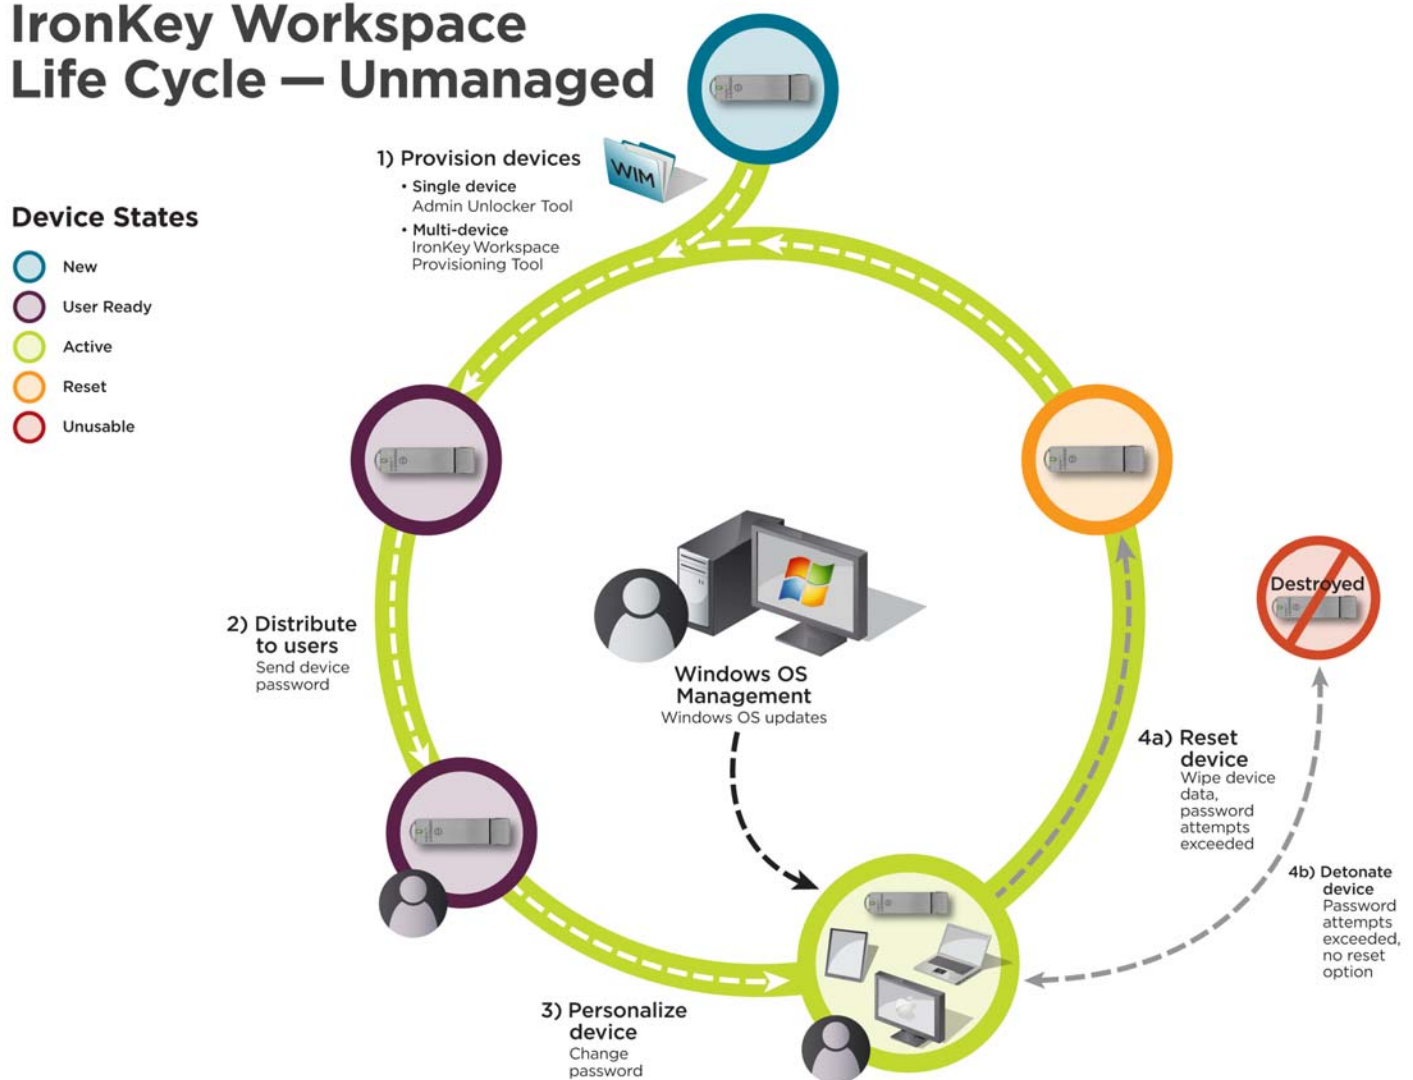 IronKey Workspace
Life Cycle — Unmanaged
1) Provision devices
• Single device
Admin Unlocker Tool
• Multi-device
IronKey Workspace
Provisioning Tool
WIM
Device States
New
User Ready
Active
Reset
Unusable
2) Distribute
to users
Send device
password
Windows OS
Management
Windows OS updates
Destroyed
4a) Reset
device
Wipe device
data,
password
attempts
exceeded
4b) Detonate
device
Password
attempts
exceeded,
no reset
option
3) Personalize
device
Change
password